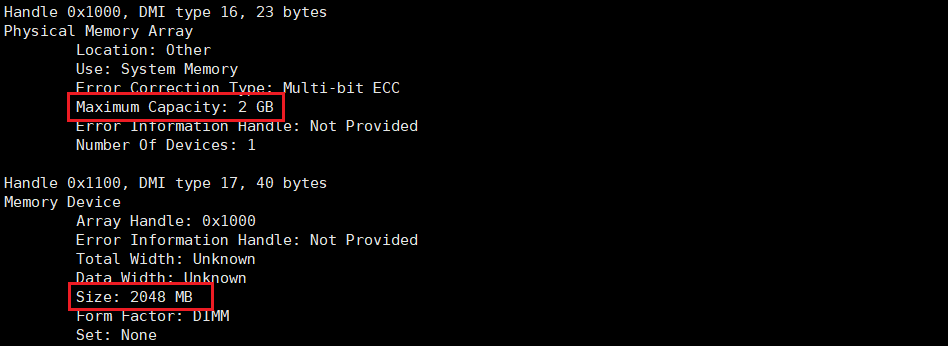 Handle 0x1000, DMI type 16, 23 bytes
Physical Memory Array
Location: Other
Use: System Memory
Error Correction Type: Multi-bit ECC
Maximum Capacity: 2 GB
Error Information Handle: Not Provided
Number Of Devices: 1
Handle 0x1100, DMI type 17, 40 bytes
Memory Device
Array Handle: 0x1000
Error Information Handle: Not Provided
Total Width: Unknown
Data Width: Unknown
Size: 2048 MB
Form Factor: DIMM
Set: None